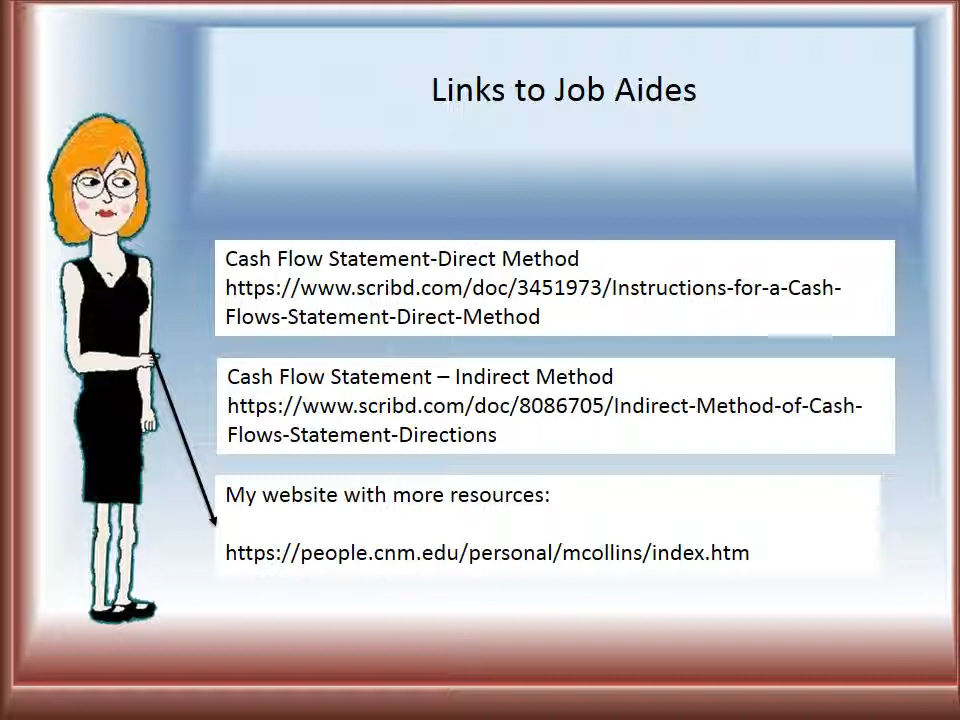 Links to Job Aides
Cash Flow Statement-Direct Method
https://www.scribd.com/doc/3451973/Instructions-for-a-Cash-
Flows-Statement-Direct-Method
Cash Flow Statement – Indirect Method
https://www.scribd.com/doc/8086705/Indirect-Method-of-Cash-
Flows-Statement-Directions
My website with more resources:
https://people.cnm.edu/personal/mcollins/index.htm